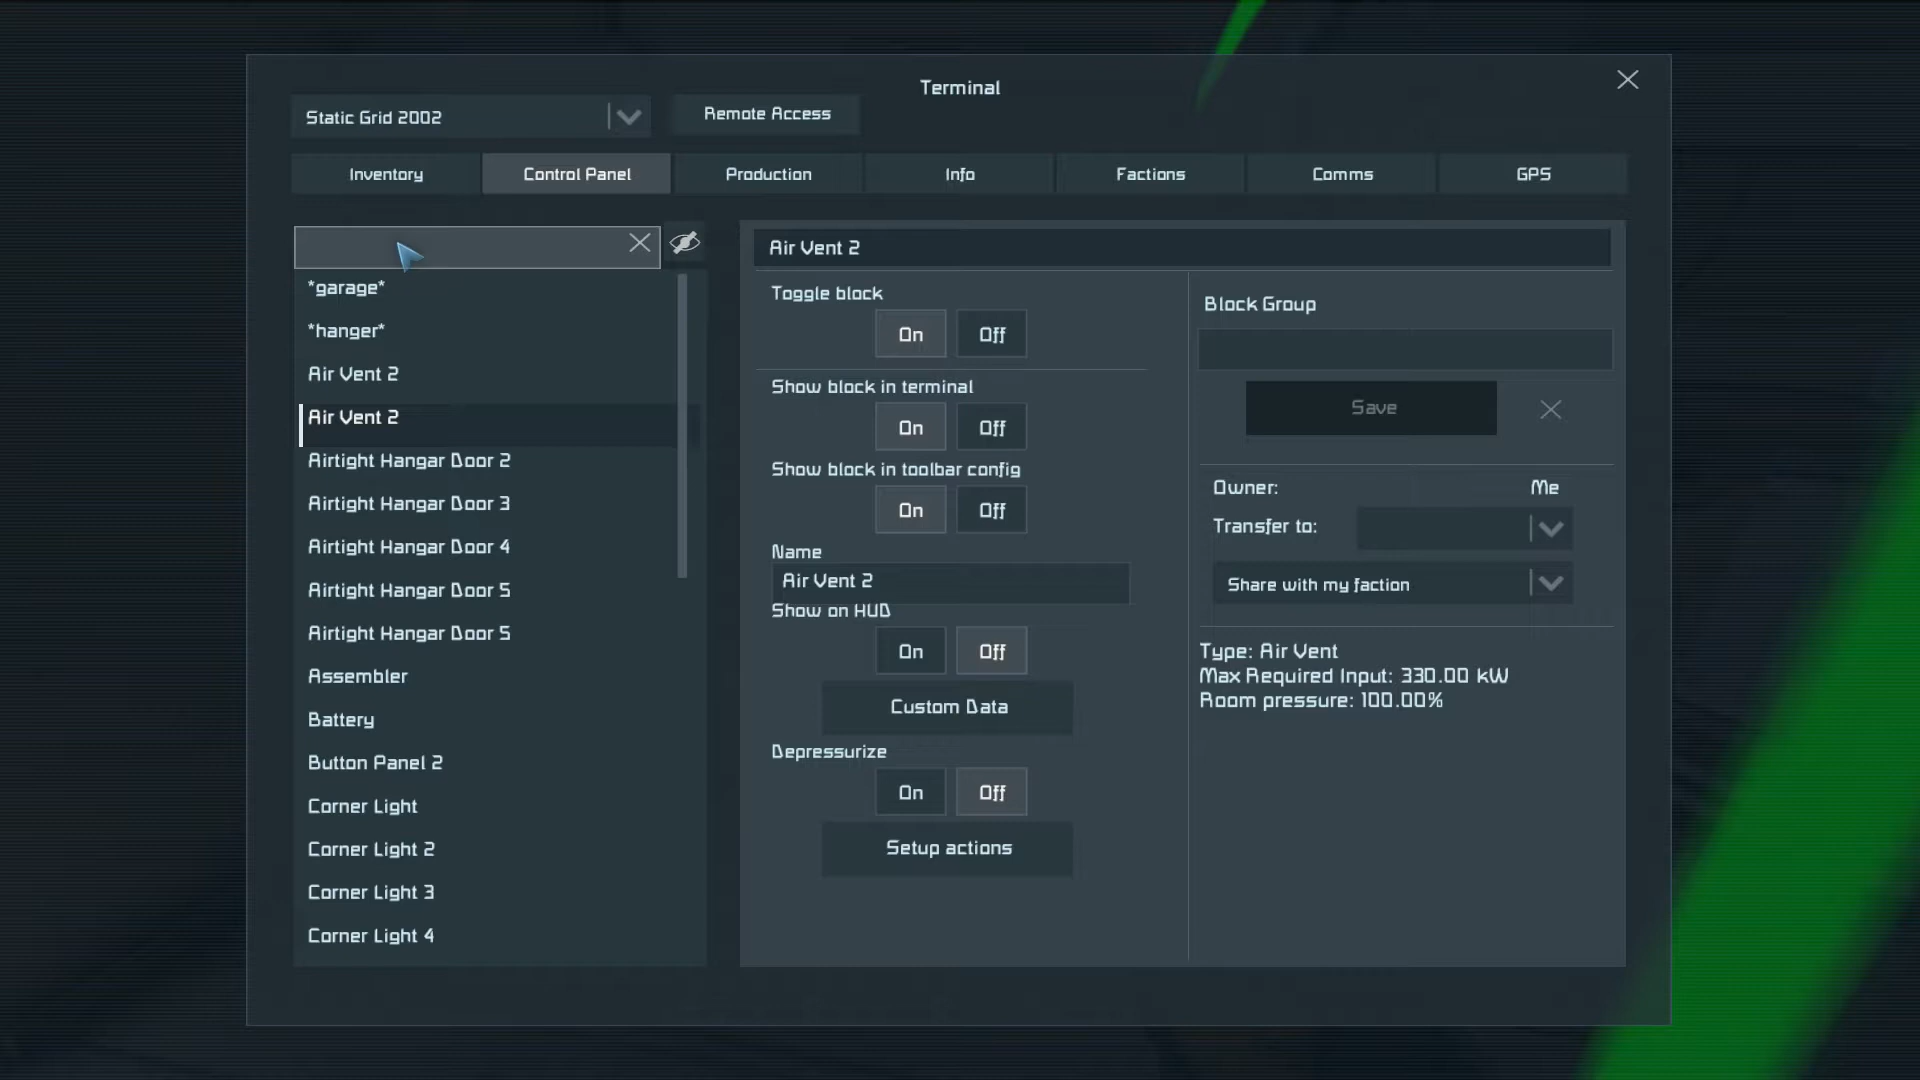 Terminal
Static Grid 2002
Remote Access
Inventory
Control Panel
Production
Info
Factions
Comms
GPS
*garage*
*hanger*
Air Vent 2
Air Vent 2
Airtight Hangar Door 2
Airtight Hangar Door 3
Airtight Hangar Door 4
Airtight Hangar Door 5
Airtight Hangar Door 5
Assembler
Battery
Button Panel 2
Corner Light
Corner Light 2
Corner Light 3
Corner Light 4
Air Vent 2
Toggle block
On Off
Show block in terminal
On Off
Show block in toolbar config
On Off
Name
Air Vent 2
Show on HUD
On Off
Custom Data
Depressurize
On Off
Setup actions
Block Group
Save
Owner: Me
Transfer to:
Share with my faction
Type: Air Vent
Max Required Input: 330.00 kW
Room pressure: 100.00%